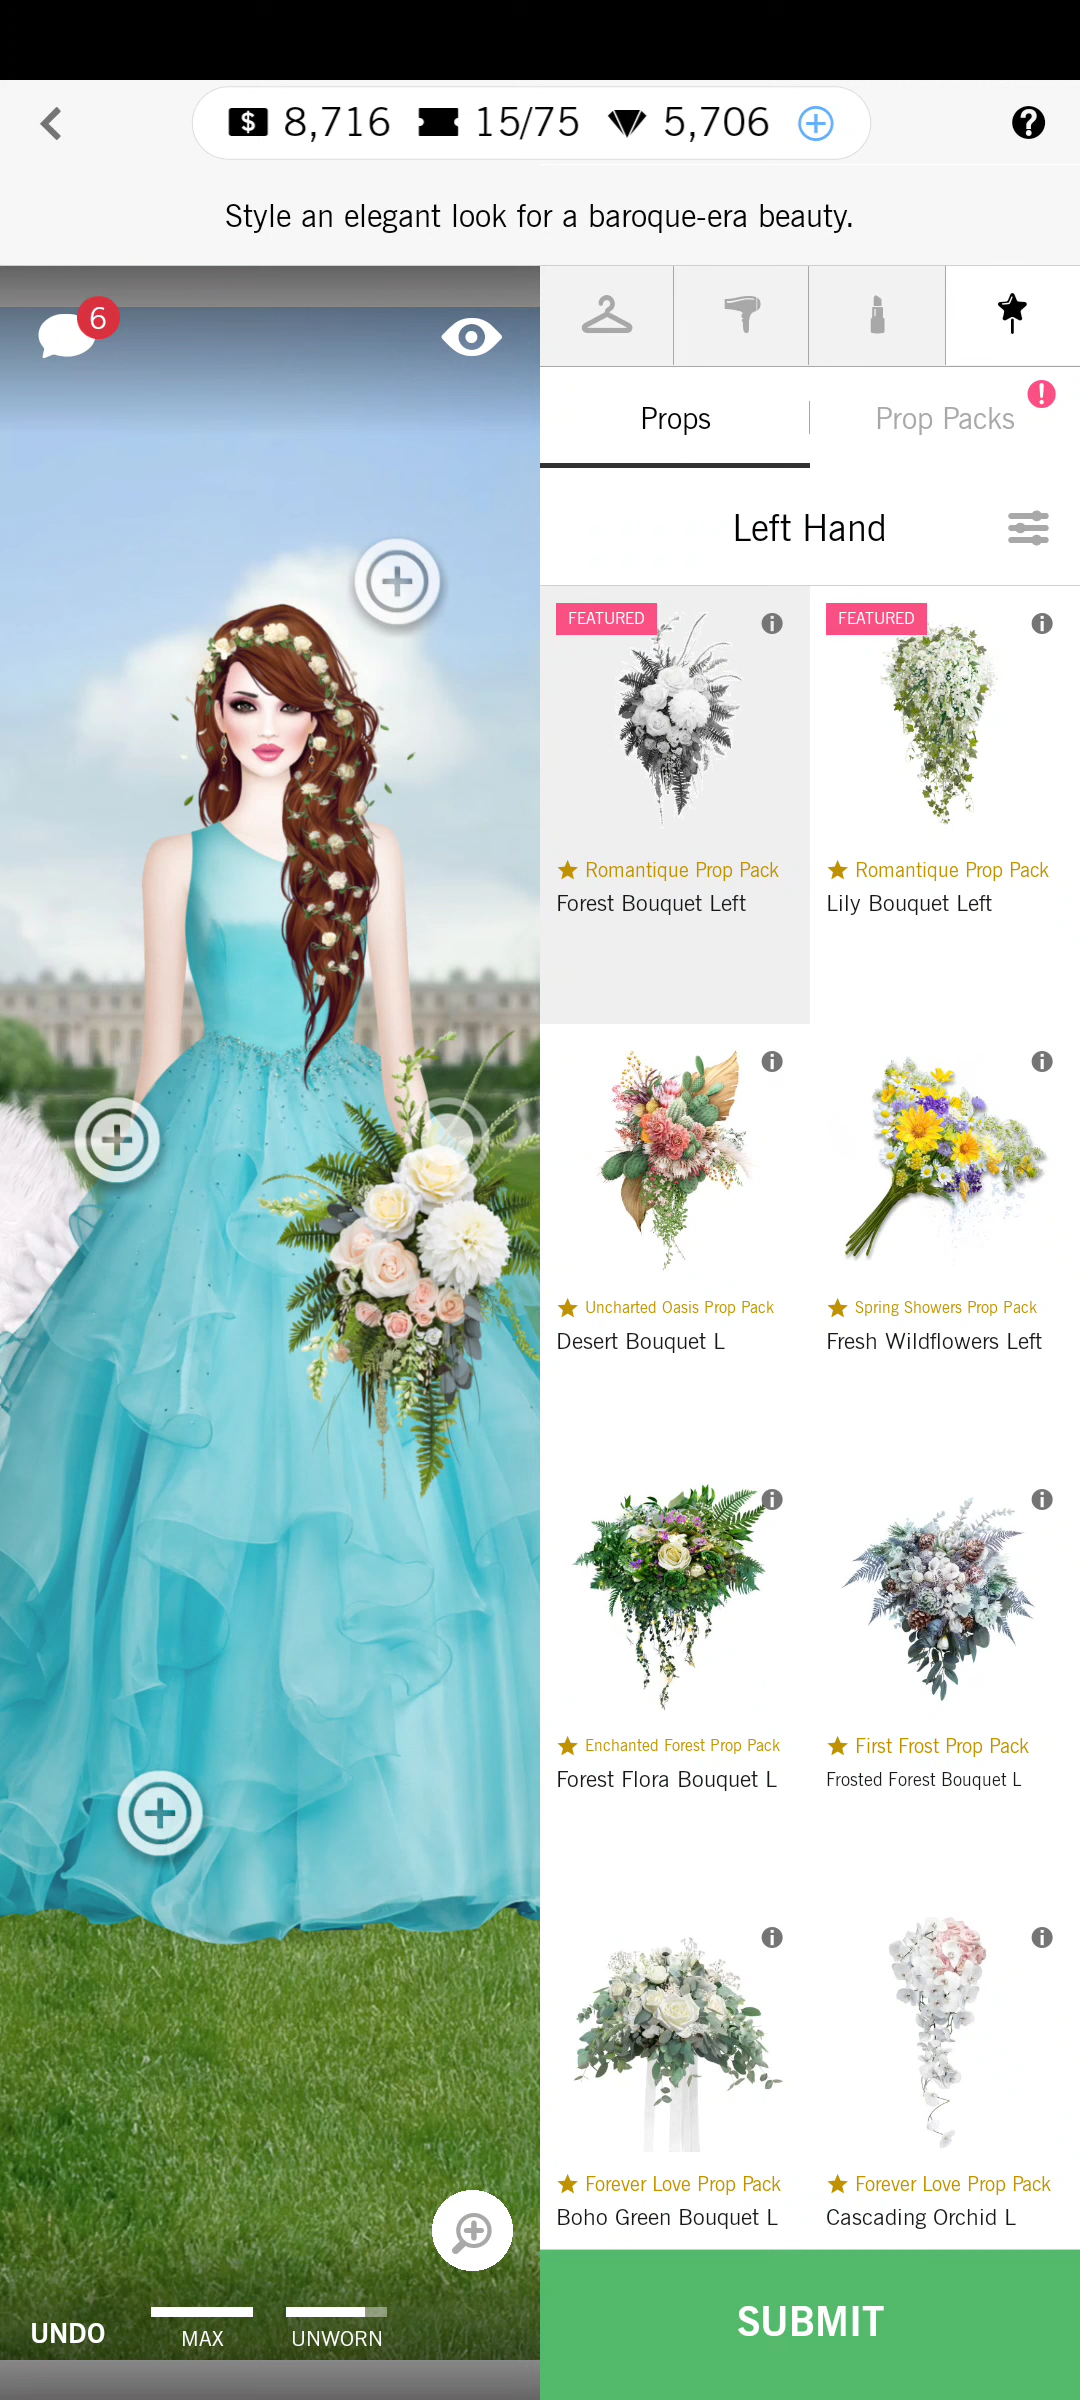 8,716 15/75 5,706
Style an elegant look for a baroque-era beauty.
6
Props Prop Packs
Left Hand
FEATURED FEATURED
Romantique Prop Pack Romantique Prop Pack
Forest Bouquet Left Lily Bouquet Left
Uncharted Oasis Prop Pack Spring Showers Prop Pack
Desert Bouquet L Fresh Wildflowers Left
Enchanted Forest Prop Pack First Frost Prop Pack
Forest Flora Bouquet L Frosted Forest Bouquet L
Forever Love Prop Pack Forever Love Prop Pack
Boho Green Bouquet L Cascading Orchid L
UNDO MAX UNWORN
SUBMIT